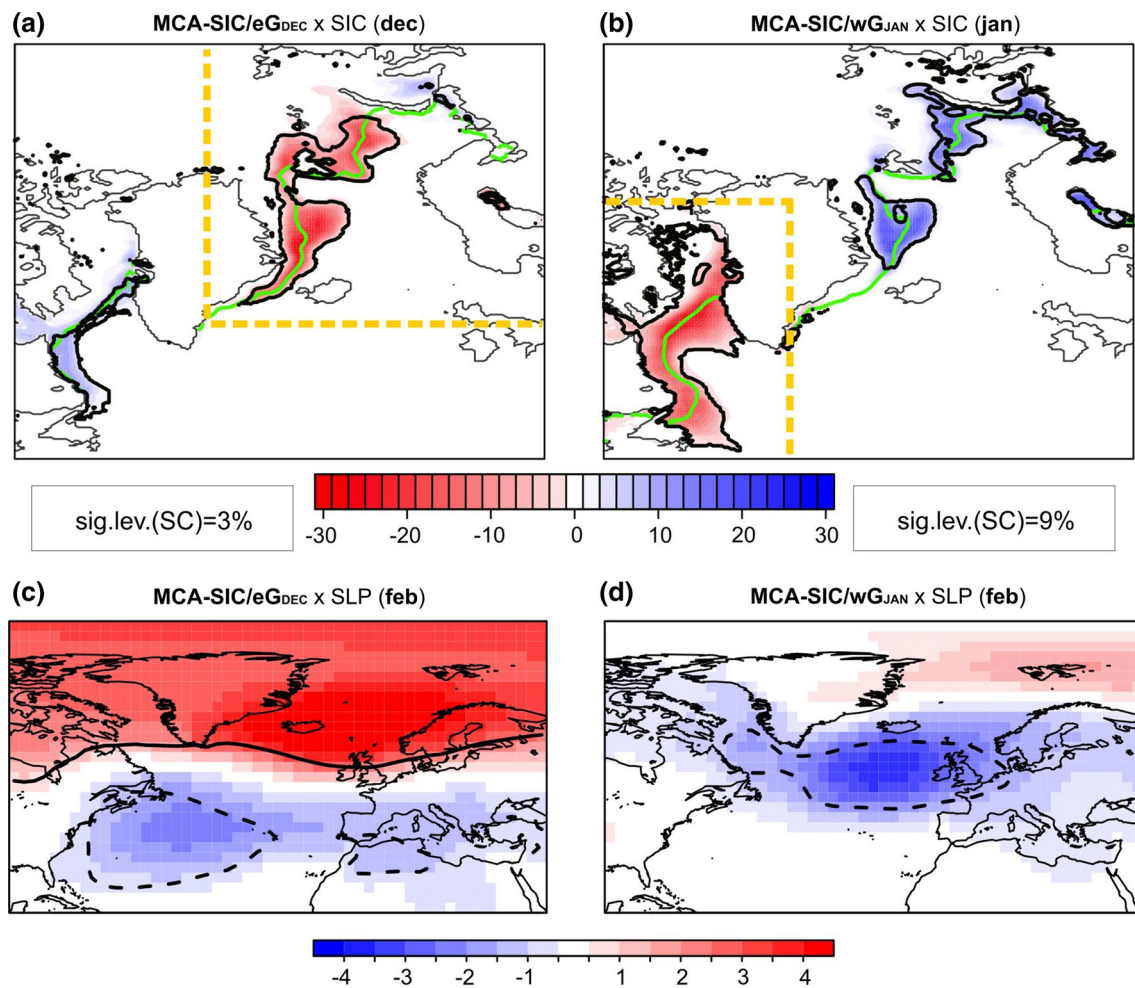 (a) MCA-SIC/eGDEC x SIC (dec)
(b) MCA-SIC/wGJAN x SIC (jan)
sig.lev.(SC)=3%
-30 -20 -10 0 10 20 30
sig.lev.(SC)=9%
(c) MCA-SIC/eGDEC x SLP (feb)
(d) MCA-SIC/wGJAN x SLP (feb)
-4 -3 -2 -1 1 2 3 4